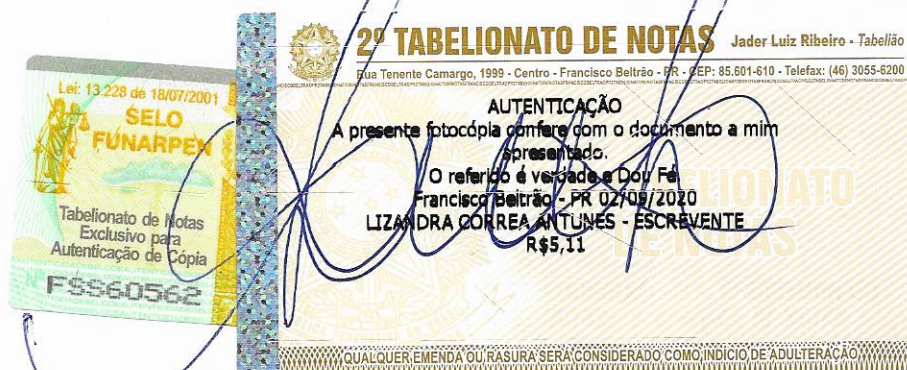 2º TABELIONATO DE NOTAS Jader Luiz Ribeiro - Tabelião
Rua Tenente Camargo, 1999 - Centro - Francisco Beltrão - PR - CEP: 85.601-610 - Telefax: (46) 3055-6200
Lei: 13.228 de 18/07/2001
SELO
FUNARPEN
Tabelionato de Notas
Exclusivo para
Autenticação de Cópia
Nº FSS60562
AUTENTICAÇÃO
A presente fotocópia confere com o documento a mim
apresentado.
O referido é verdade e Dou Fé.
Francisco Beltrão - PR 02/09/2020
LIZANDRA CORREA ANTUNES - ESCREVENTE
R$5,11
TABELIONATO
DE NOTAS
QUALQUER EMENDA OU RASURA SERÁ CONSIDERADO COMO INDÍCIO DE ADULTERAÇÃO